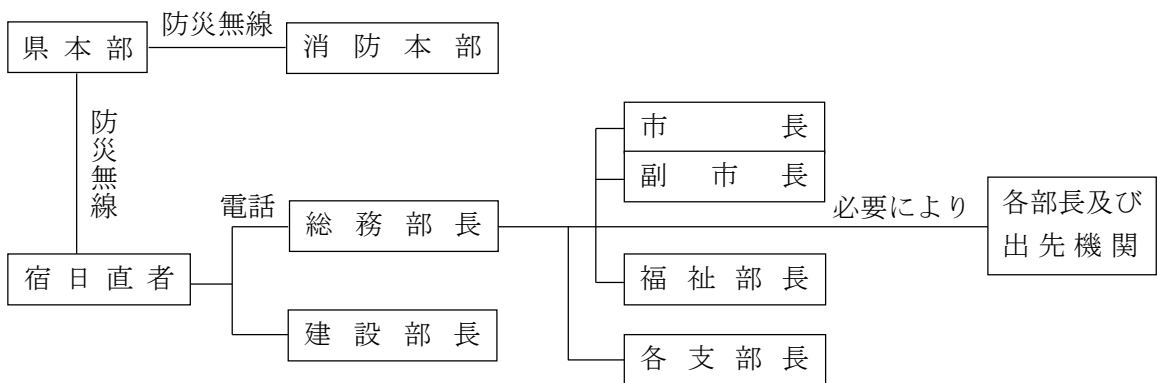 防災無線
県本部
消防本部
防災無線
市長
副市長
電話
総務部長
必要により
各部長及び
出先機関
宿日直者
福祉部長
建設部長
各支部長